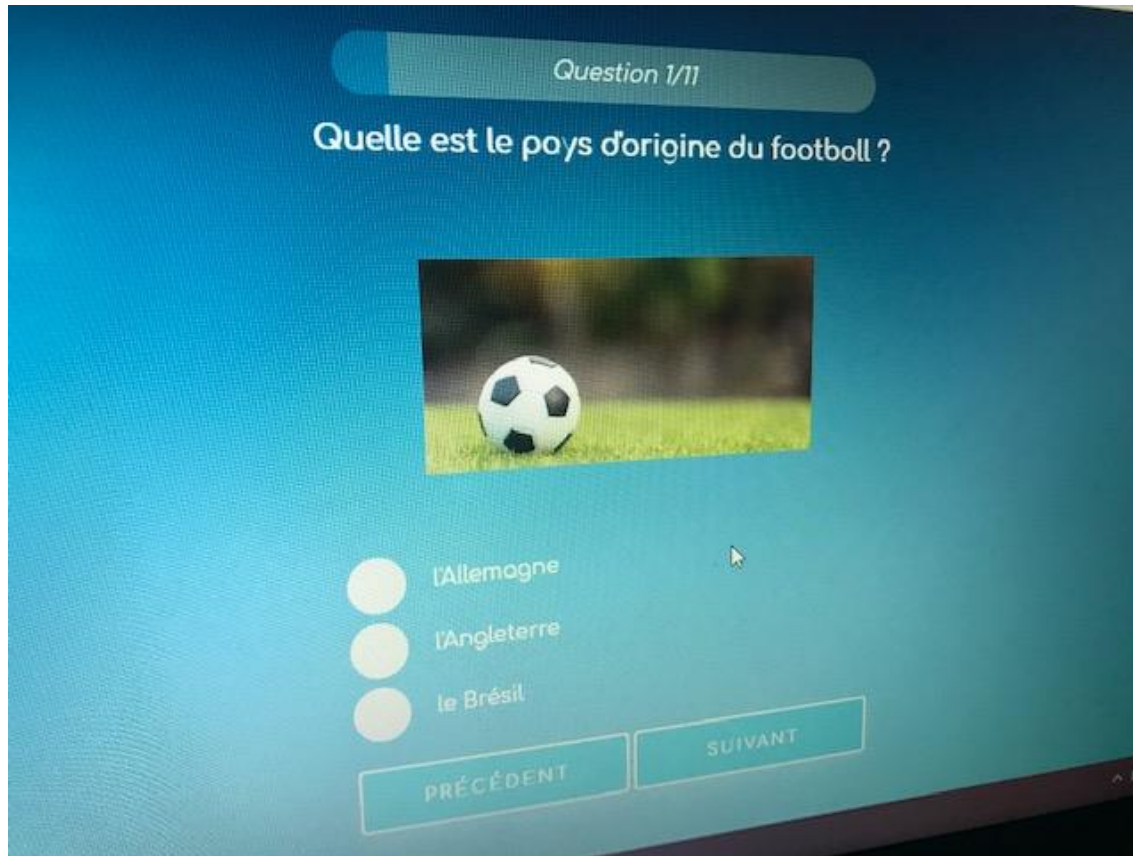 Question 1/11
Quelle est le pays d'origine du football ?
l'Allemagne
l'Angleterre
le Brésil
PRÉCÉDENT
SUIVANT